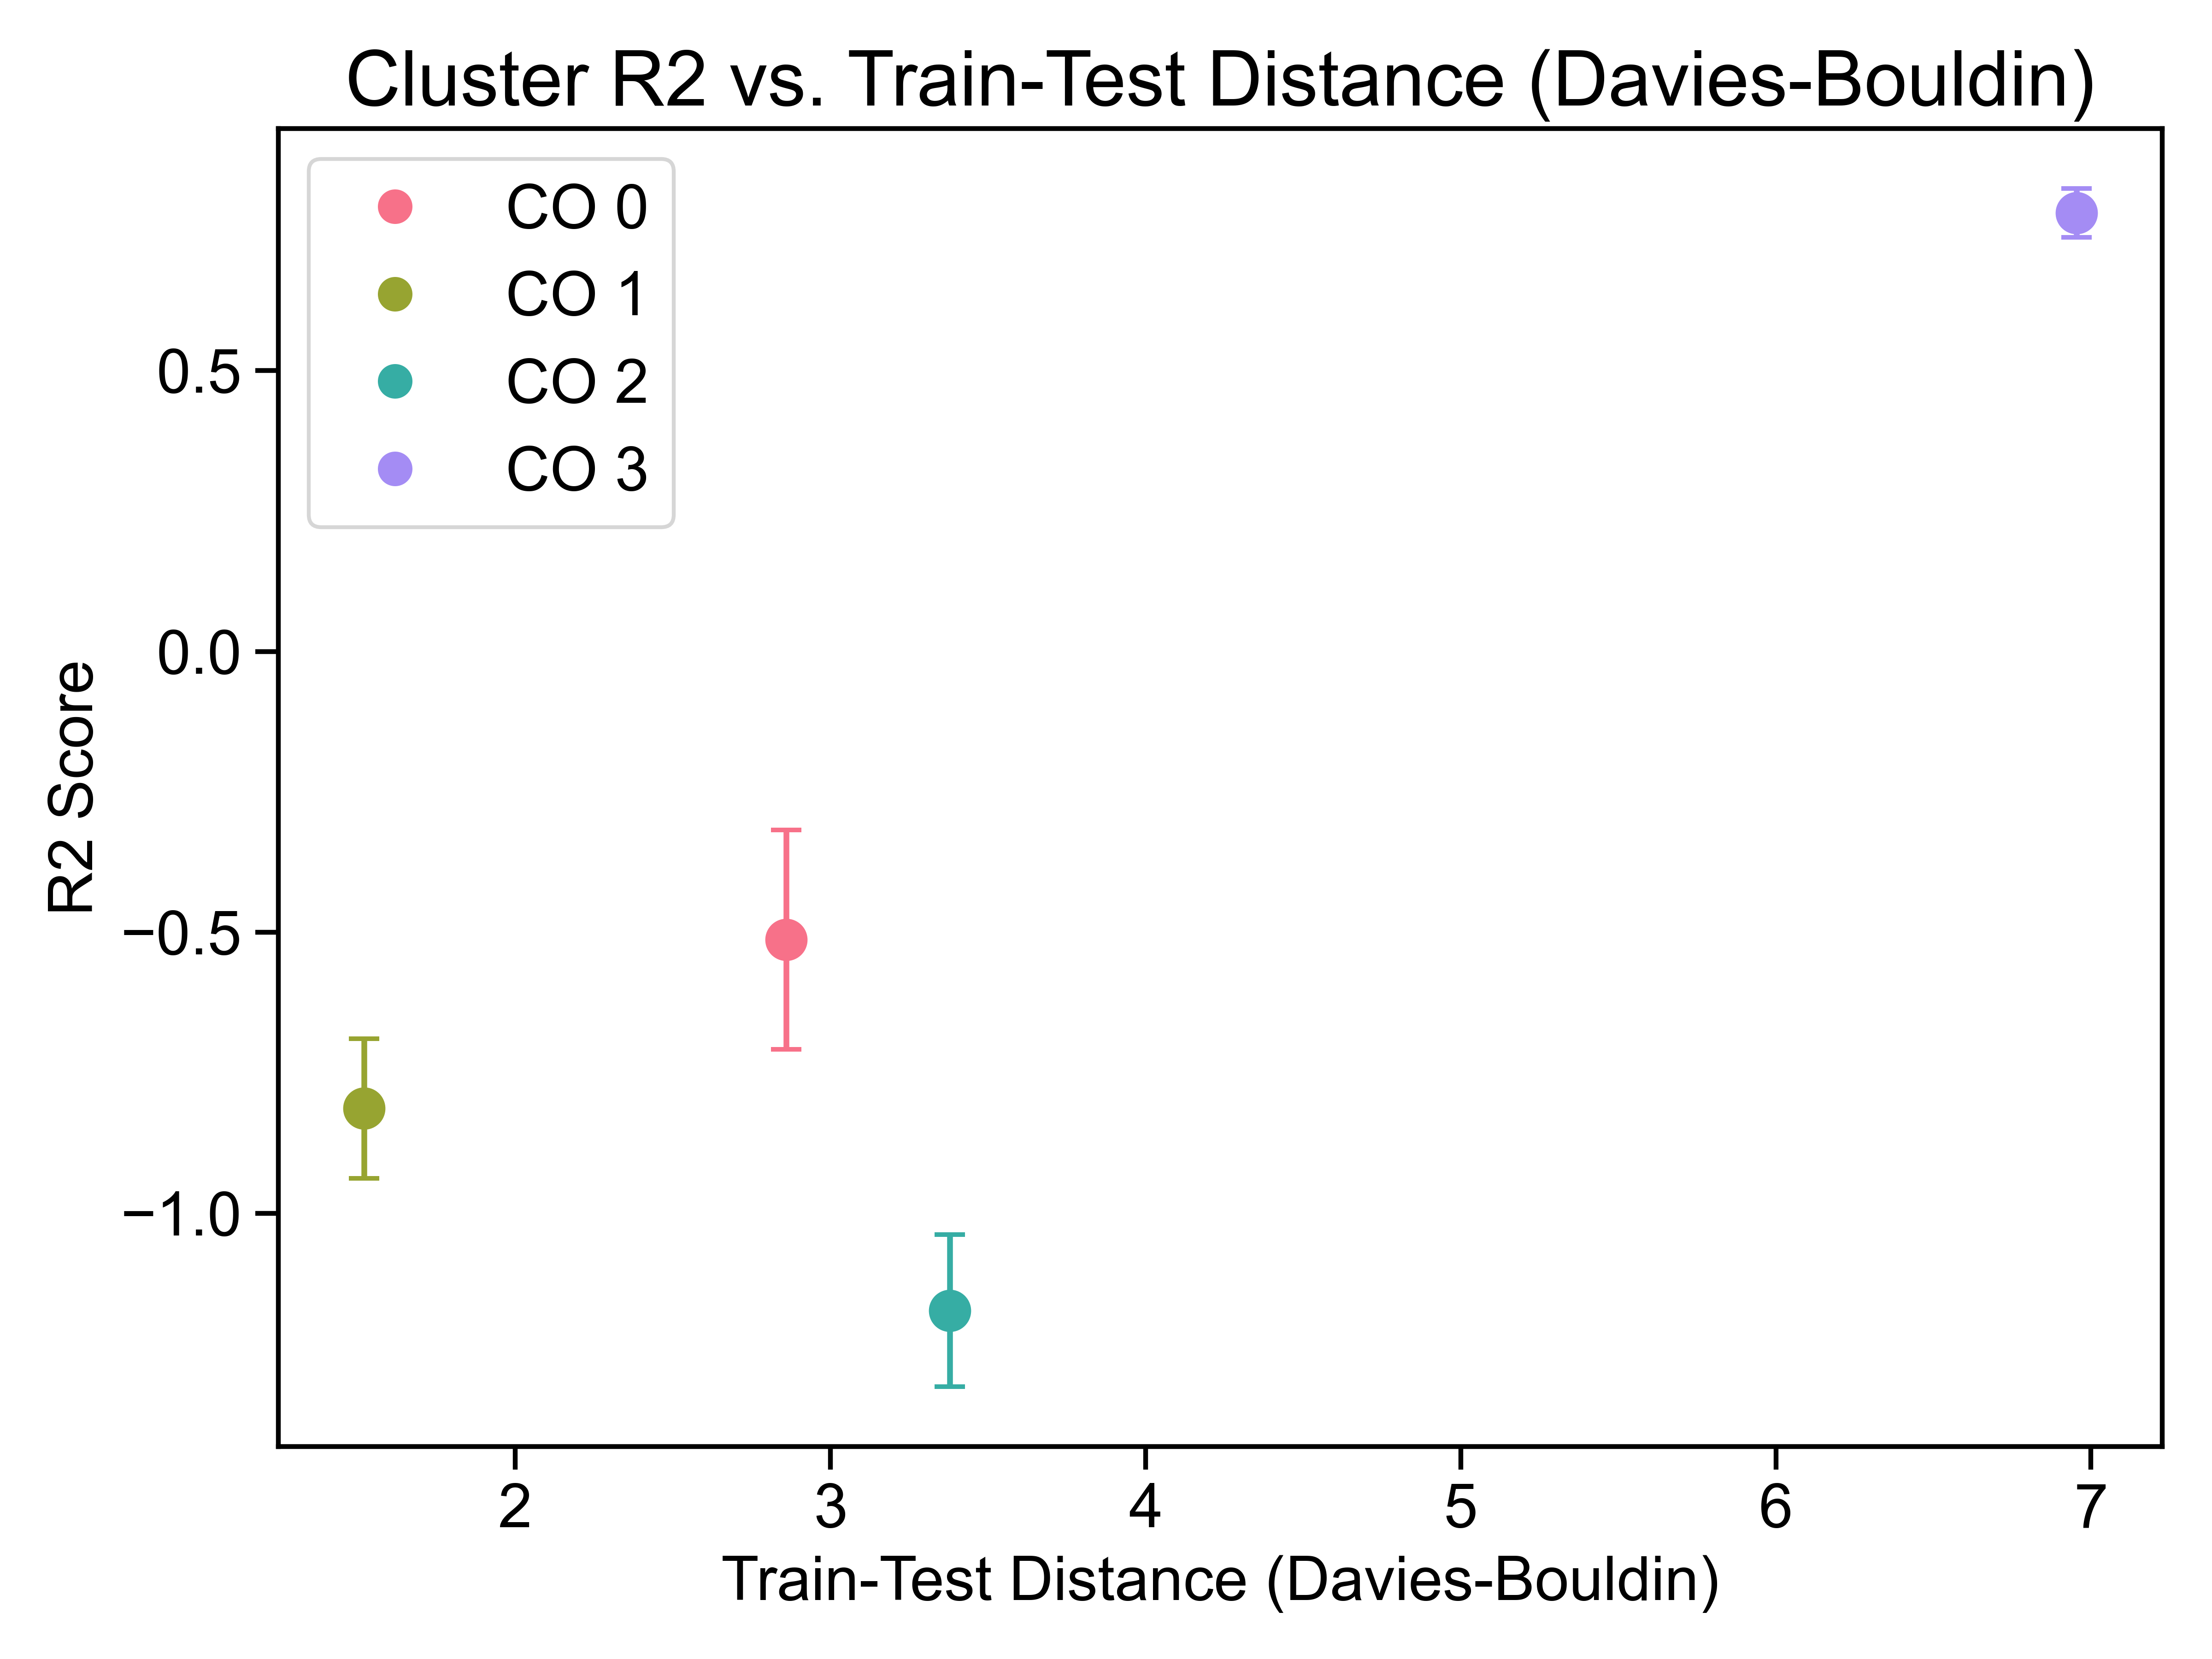 Cluster R2 vs. Train-Test Distance (Davies-Bouldin)
CO 0
CO 1
CO 2
CO 3
0.5
0.0
−0.5
−1.0
R2 Score
2 3 4 5 6 7
Train-Test Distance (Davies-Bouldin)